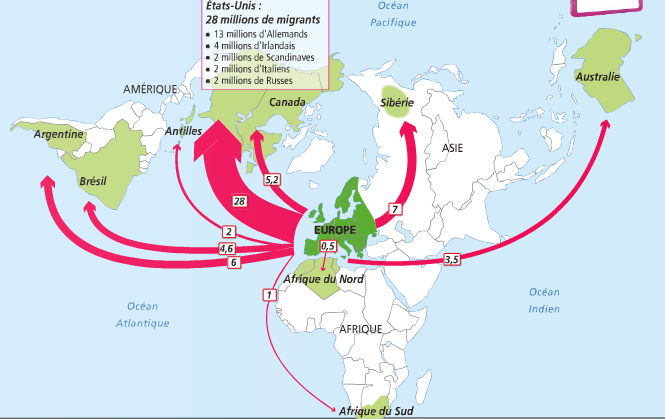 États-Unis :
28 millions de migrants
• 13 millions d'Allemands
• 4 millions d'Irlandais
• 2 millions de Scandinaves
• 2 millions d'Italiens
• 2 millions de Russes
Océan
Pacifique
AMÉRIQUE
Canada
Sibérie
Australie
Argentine
Antilles
ASIE
Brésil
5,2
28
7
2
EUROPE
0,5
4,6
6
3,5
Afrique du Nord
1
Océan
Atlantique
Océan
Indien
AFRIQUE
Afrique du Sud